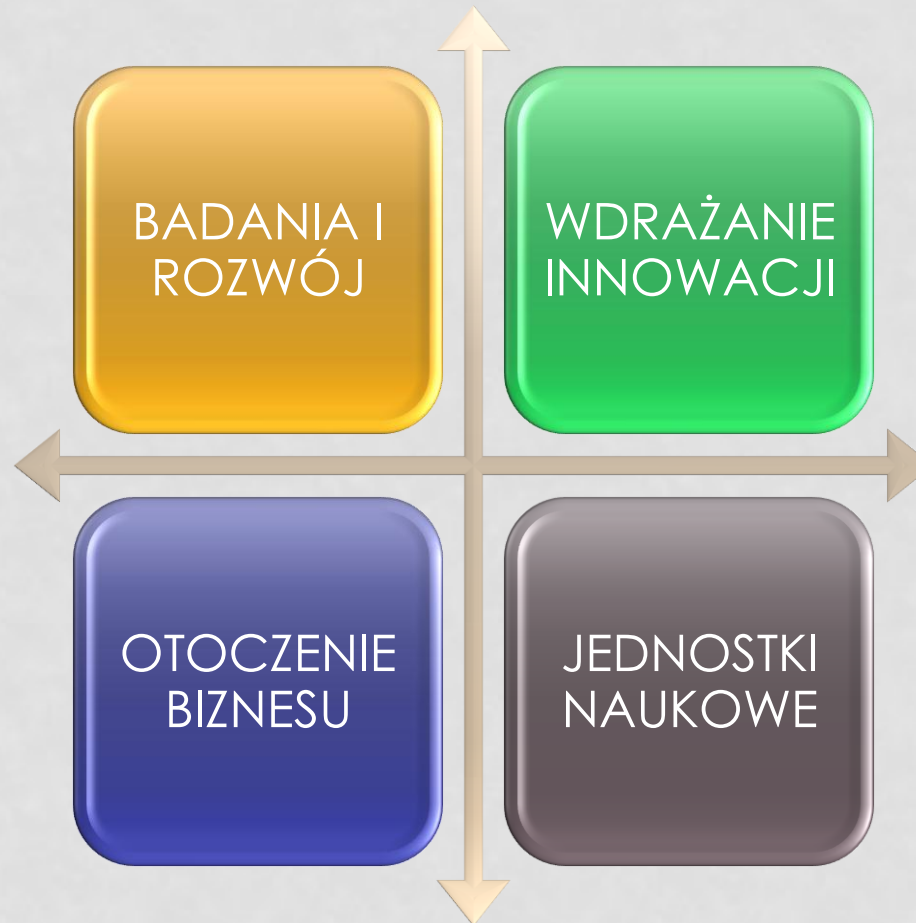 BADANIA I
ROZWÓJ
WDRAŻANIE
INNOWACJI
OTOCZENIE
BIZNESU
JEDNOSTKI
NAUKOWE